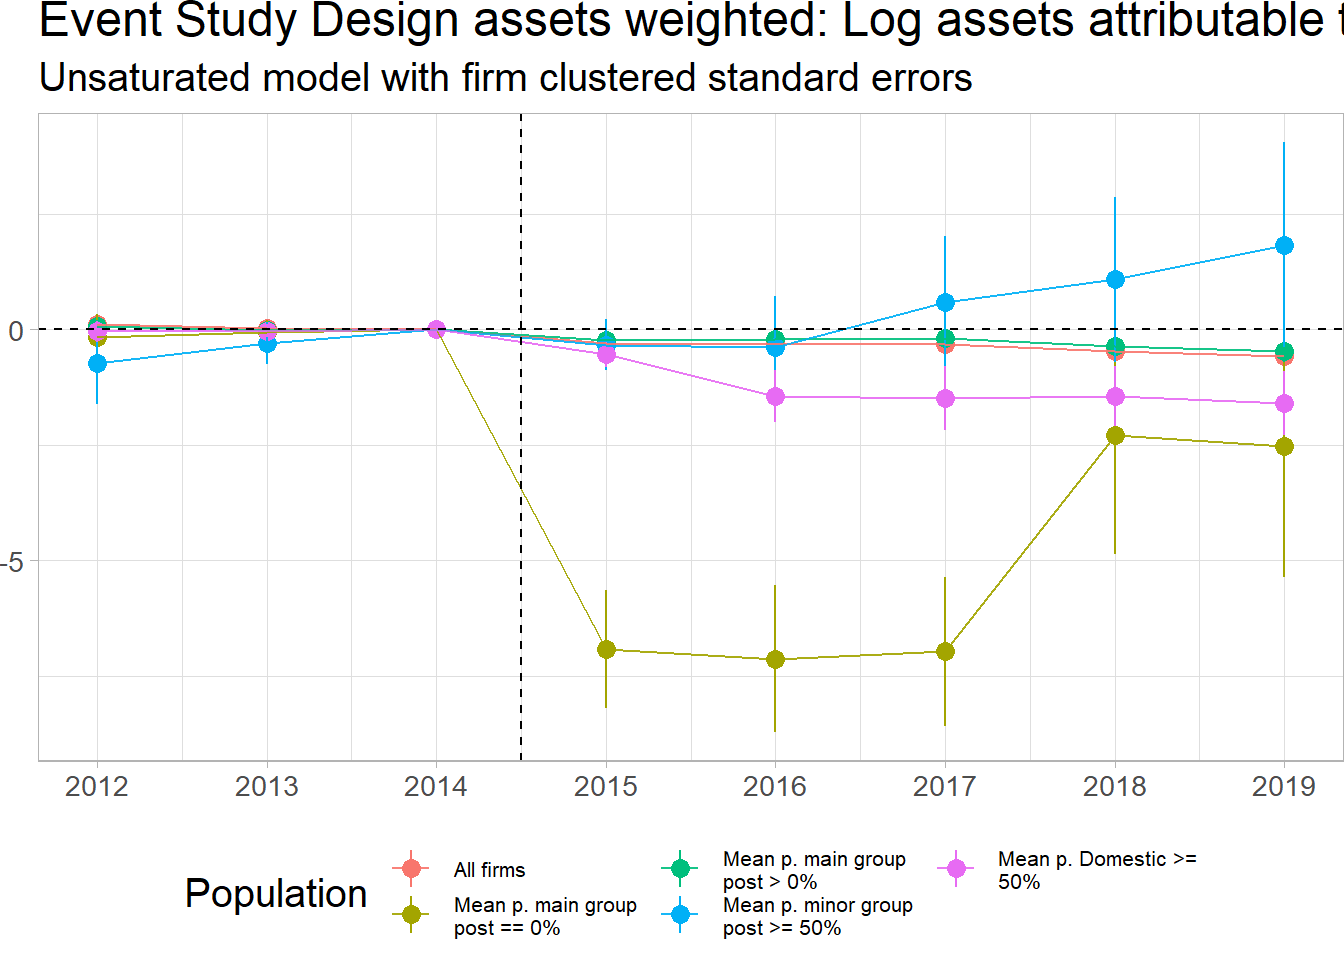 Event Study Design assets weighted: Log assets attributable
Unsaturated model with firm clustered standard errors
0
-5
2012 2013 2014 2015 2016 2017 2018 2019
Population
All firms
Mean p. main group
post == 0%
Mean p. main group
post > 0%
Mean p. minor group
post >= 50%
Mean p. Domestic >=
50%